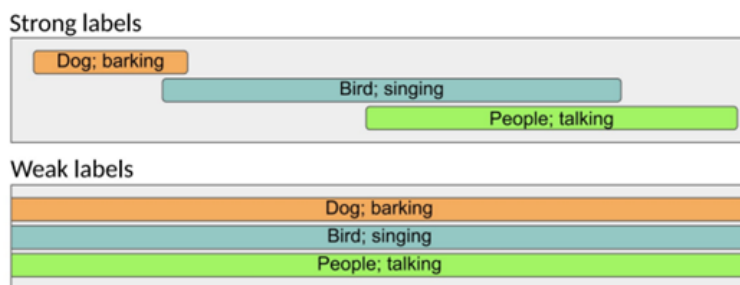 Strong labels
Dog; barking
Bird; singing
People; talking
Weak labels
Dog; barking
Bird; singing
People; talking